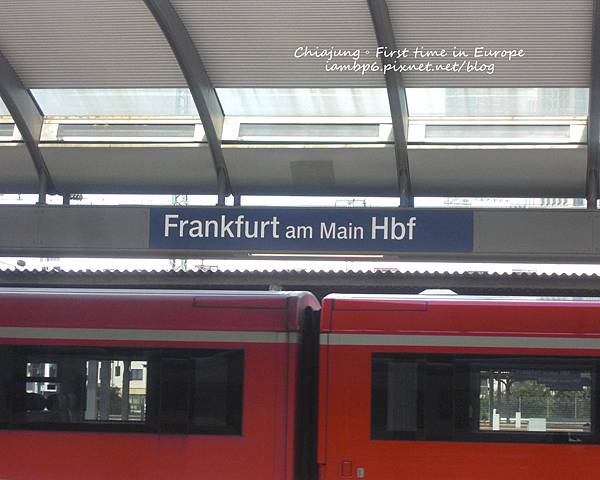 Chiajung。First time in Europe
iambp6.pixnet.net/blog
Frankfurt am Main Hbf